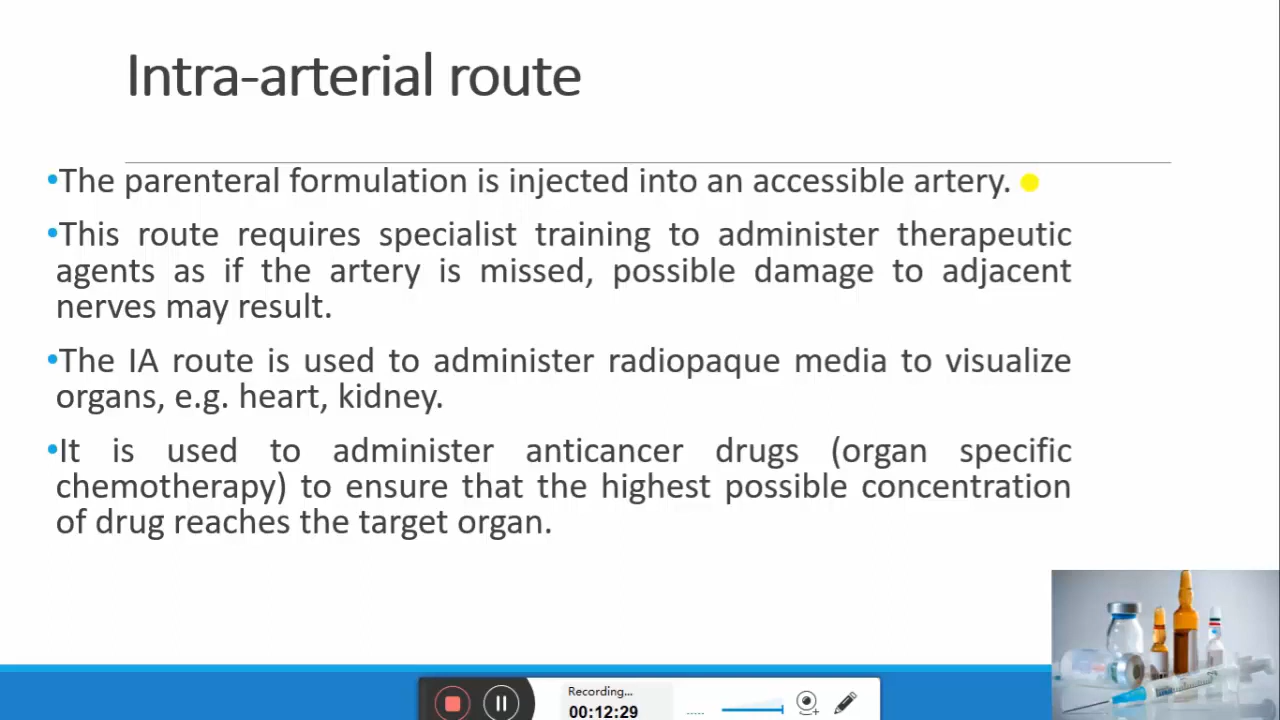 Intra-arterial route
•The parenteral formulation is injected into an accessible artery.
•This route requires specialist training to administer therapeutic
agents as if the artery is missed, possible damage to adjacent
nerves may result.
•The IA route is used to administer radiopaque media to visualize
organs, e.g. heart, kidney.
•It is used to administer anticancer drugs (organ specific
chemotherapy) to ensure that the highest possible concentration
of drug reaches the target organ.
Recording...
00:12:29